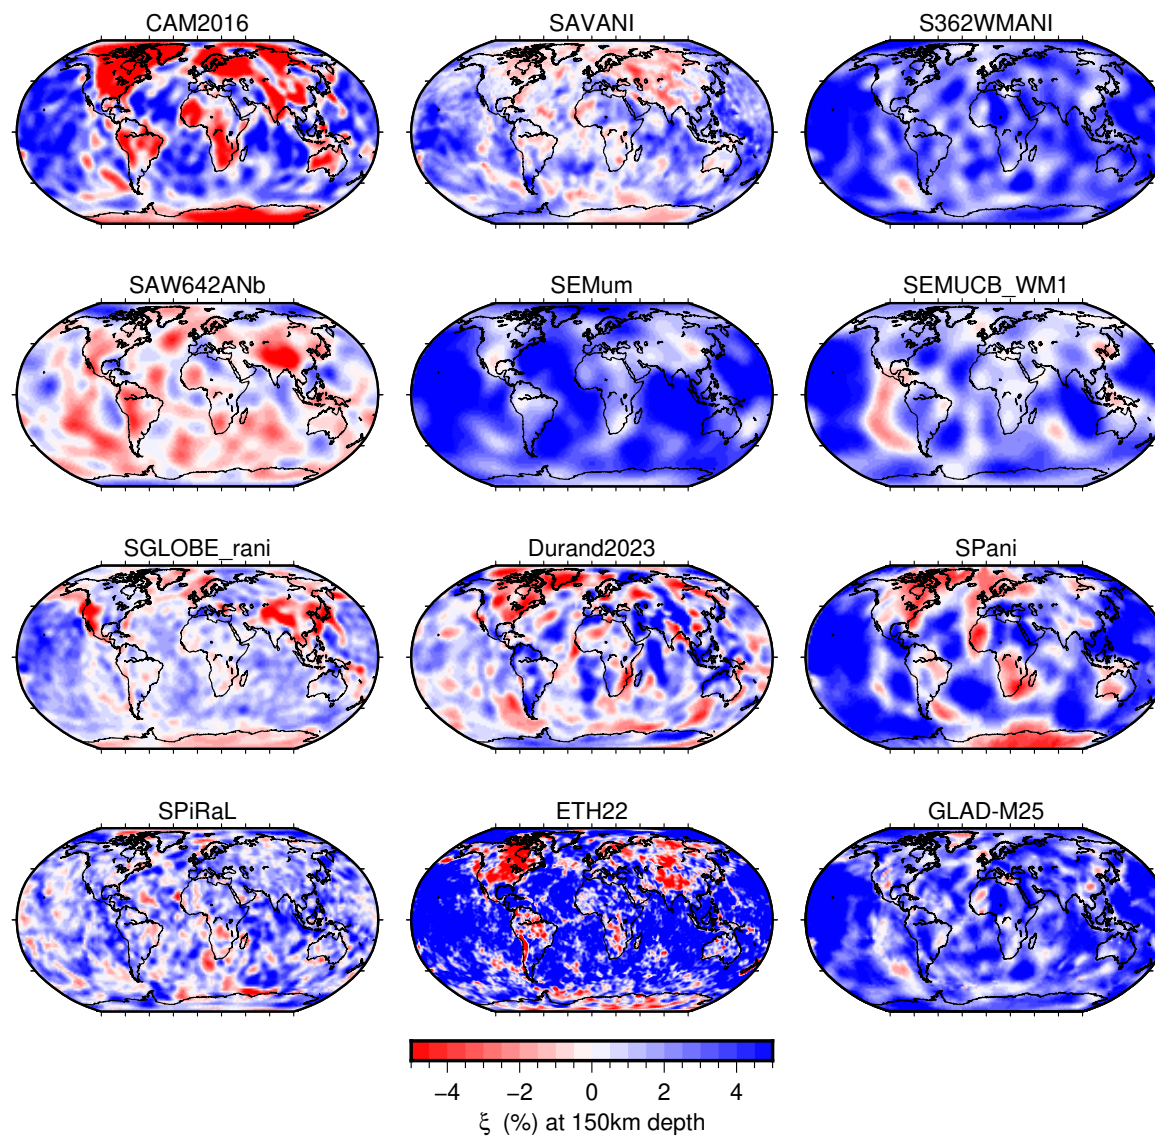 CAM2016 SAVANI S362WMANI
SAW642ANb SEMum SEMUCB_WM1
SGLOBE_rani Durand2023 SPani
SPiRaL ETH22 GLAD-M25
−4 −2 0 2 4
ξ (%) at 150km depth